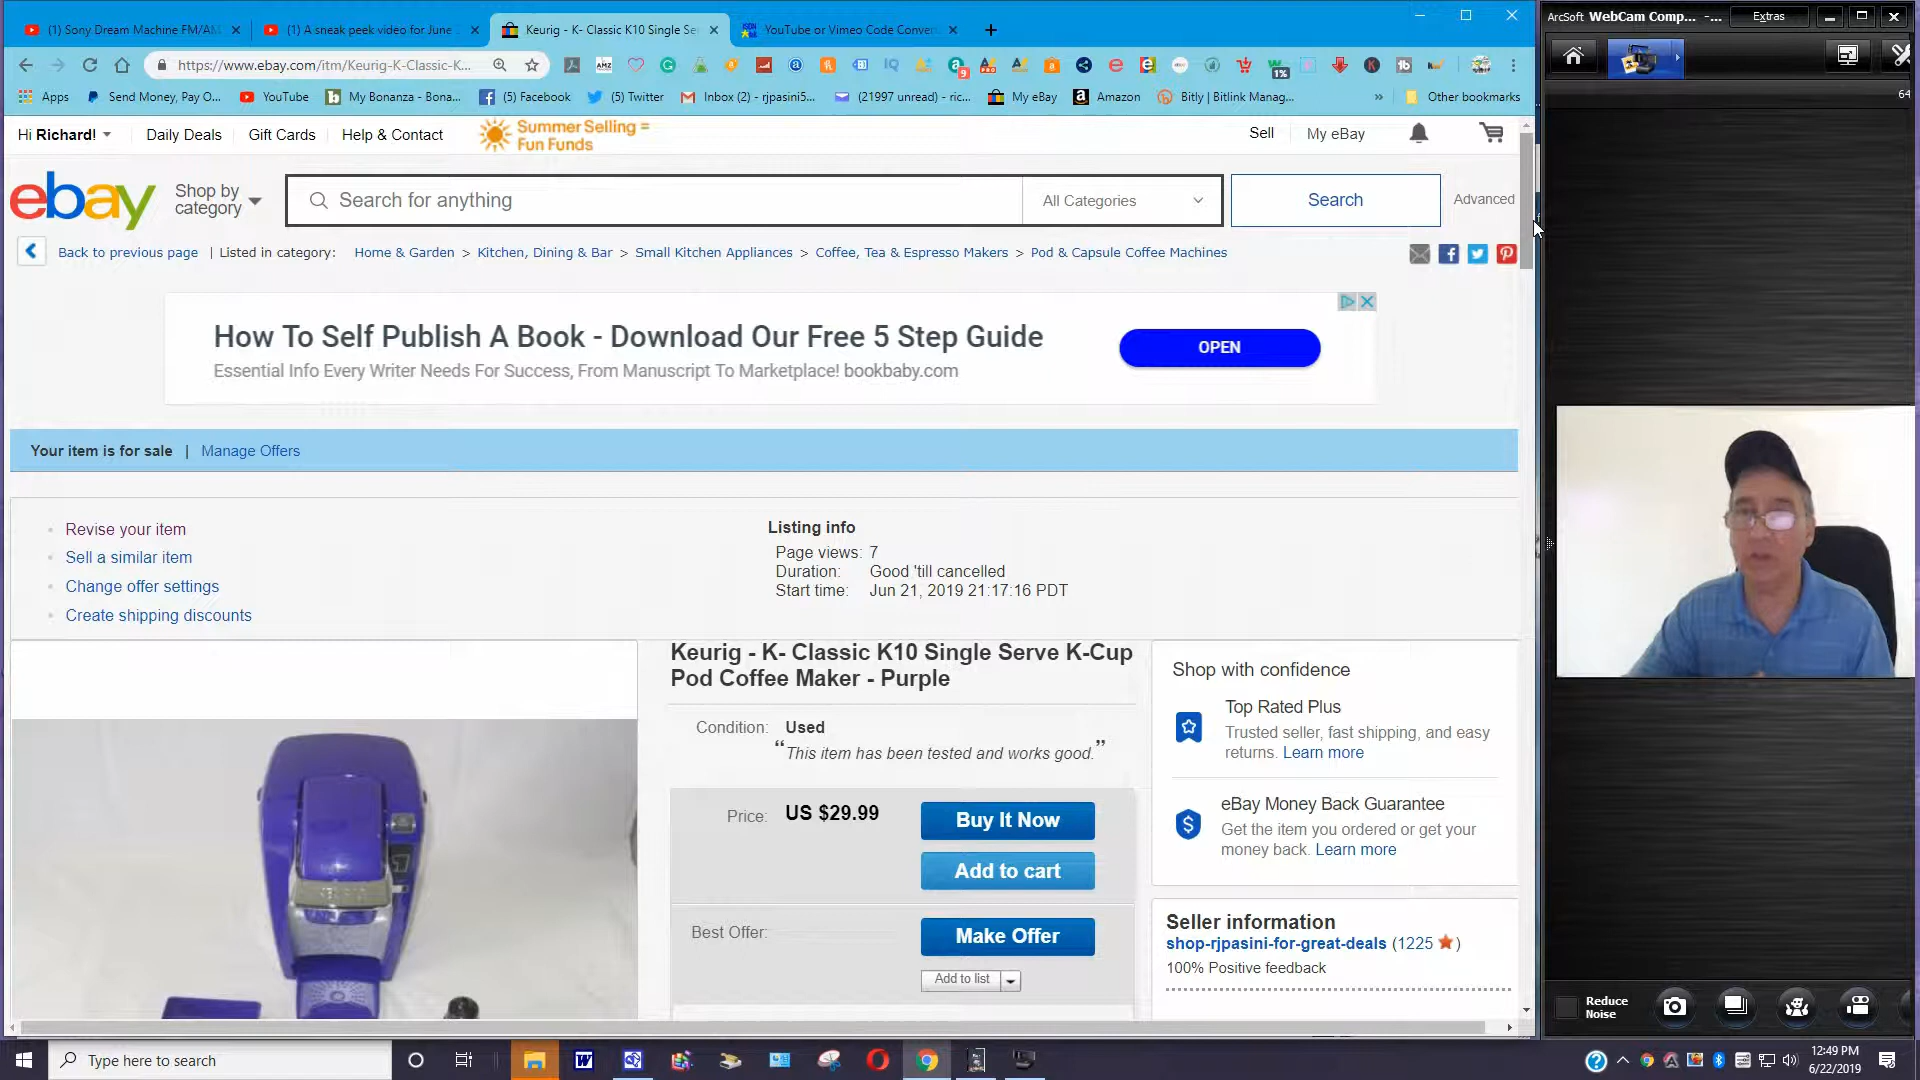 (1) Sony Dream Machine FM/AM
(1) A sneak peek video for June
Keurig - K- Classic K10 Single Se
YouTube or Vimeo Code Conver
ArcSoft WebCam Comp... -...
Extras
https://www.ebay.com/itm/Keurig-K-Classic-K...
Apps
Send Money, Pay O...
YouTube
My Bonanza - Bona...
(5) Facebook
(5) Twitter
Inbox (2) - rjpasini5...
(21997 unread) - ric...
My eBay
Amazon
Bitly | Bitlink Manag...
»
Other bookmarks
64
Hi Richard!
Daily Deals
Gift Cards
Help & Contact
Summer Selling =
Fun Funds
Sell
My eBay
ebay
Shop by
category
Search for anything
All Categories
Search
Advanced
Back to previous page
| Listed in category:
Home & Garden > Kitchen, Dining & Bar > Small Kitchen Appliances > Coffee, Tea & Espresso Makers > Pod & Capsule Coffee Machines
How To Self Publish A Book - Download Our Free 5 Step Guide
Essential Info Every Writer Needs For Success, From Manuscript To Marketplace! bookbaby.com
OPEN
Your item is for sale | Manage Offers
Revise your item
Sell a similar item
Change offer settings
Create shipping discounts
Listing info
Page views: 7
Duration: Good 'till cancelled
Start time: Jun 21, 2019 21:17:16 PDT
Keurig - K- Classic K10 Single Serve K-Cup
Pod Coffee Maker - Purple
Condition: Used
“This item has been tested and works good.”
Price: US $29.99
Buy It Now
Add to cart
Best Offer:
Make Offer
Add to list
Shop with confidence
Top Rated Plus
Trusted seller, fast shipping, and easy
returns. Learn more
eBay Money Back Guarantee
Get the item you ordered or get your
money back. Learn more
Seller information
shop-rjpasini-for-great-deals (1225 ★)
100% Positive feedback
Reduce
Noise
Type here to search
12:49 PM
6/22/2019